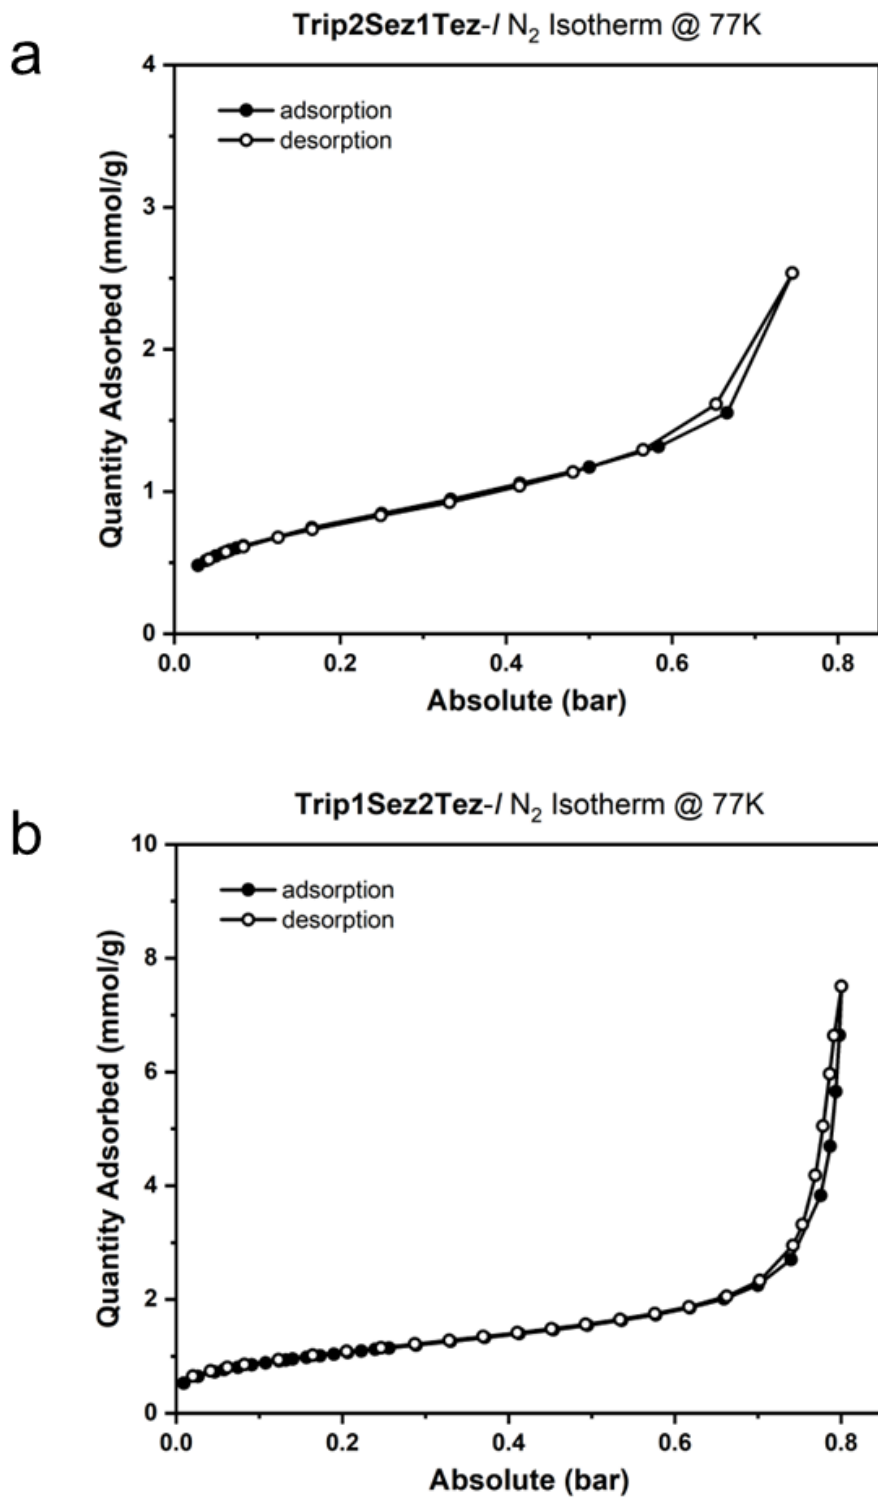 a
Trip2Sez1Tez-l N2 Isotherm @ 77K
4
adsorption
desorption
3
2
1
0
Quantity Adsorbed (mmol/g)
0.0 0.2 0.4 0.6 0.8
Absolute (bar)
b
Trip1Sez2Tez-l N2 Isotherm @ 77K
10
adsorption
desorption
8
6
4
2
0
Quantity Adsorbed (mmol/g)
0.0 0.2 0.4 0.6 0.8
Absolute (bar)